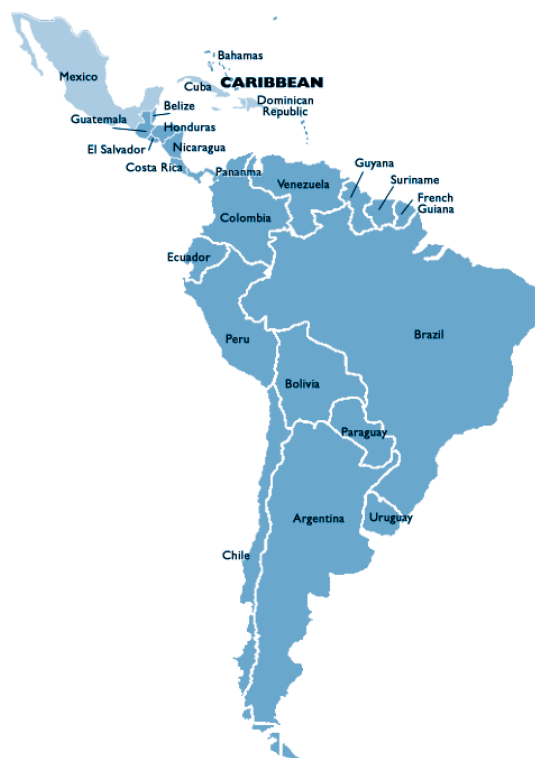 Bahamas
Mexico
Cuba
CARIBBEAN
Dominican
Republic
Belize
Guatemala
Honduras
El Salvador
Nicaragua
Costa Rica
Pananma
Venezuela
Guyana
Suriname
French
Guiana
Colombia
Ecuador
Peru
Brazil
Bolivia
Paraguay
Argentina
Uruguay
Chile